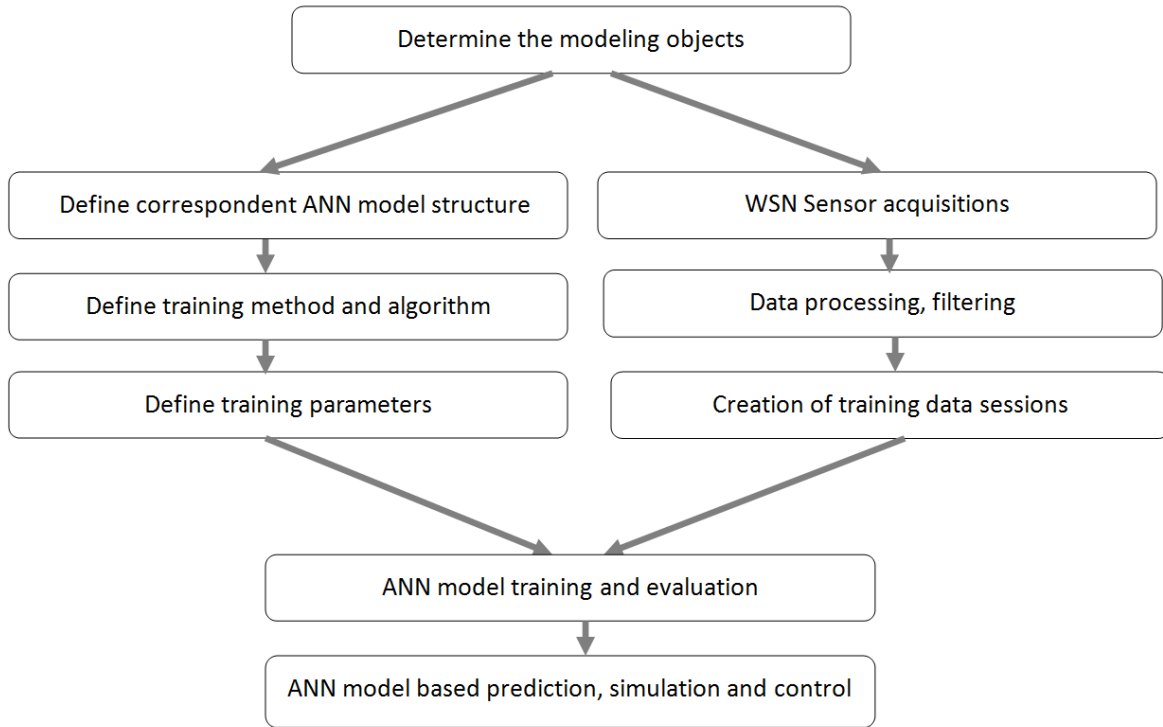 Determine the modeling objects
Define correspondent ANN model structure
WSN Sensor acquisitions
Define training method and algorithm
Data processing, filtering
Define training parameters
Creation of training data sessions
ANN model training and evaluation
ANN model based prediction, simulation and control